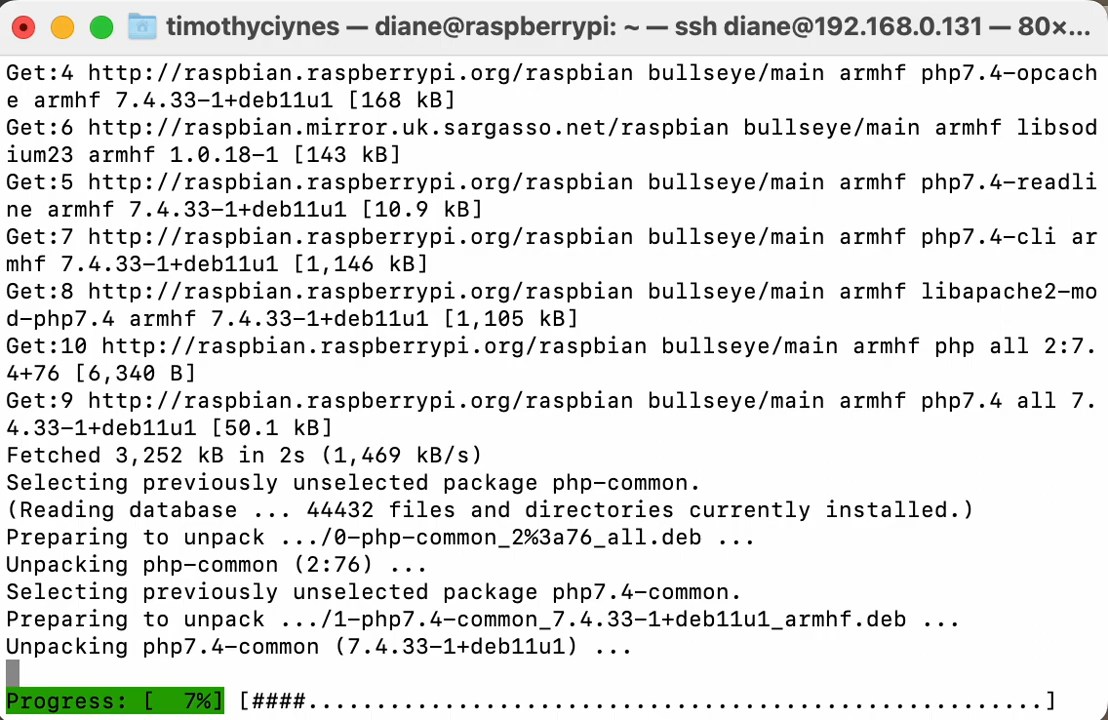 timothyciynes — diane@raspberrypi: ~ — ssh diane@192.168.0.131 — 80×...
Get:4 http://raspbian.raspberrypi.org/raspbian bullseye/main armhf php7.4-opcach
e armhf 7.4.33-1+deb11u1 [168 kB]
Get:6 http://raspbian.mirror.uk.sargasso.net/raspbian bullseye/main armhf libsod
ium23 armhf 1.0.18-1 [143 kB]
Get:5 http://raspbian.raspberrypi.org/raspbian bullseye/main armhf php7.4-readli
ne armhf 7.4.33-1+deb11u1 [10.9 kB]
Get:7 http://raspbian.raspberrypi.org/raspbian bullseye/main armhf php7.4-cli ar
mhf 7.4.33-1+deb11u1 [1,146 kB]
Get:8 http://raspbian.raspberrypi.org/raspbian bullseye/main armhf libapache2-mo
d-php7.4 armhf 7.4.33-1+deb11u1 [1,105 kB]
Get:10 http://raspbian.raspberrypi.org/raspbian bullseye/main armhf php all 2:7.
4+76 [6,340 B]
Get:9 http://raspbian.raspberrypi.org/raspbian bullseye/main armhf php7.4 all 7.
4.33-1+deb11u1 [50.1 kB]
Fetched 3,252 kB in 2s (1,469 kB/s)
Selecting previously unselected package php-common.
(Reading database ... 44432 files and directories currently installed.)
Preparing to unpack .../0-php-common_2%3a76_all.deb ...
Unpacking php-common (2:76) ...
Selecting previously unselected package php7.4-common.
Preparing to unpack .../1-php7.4-common_7.4.33-1+deb11u1_armhf.deb ...
Unpacking php7.4-common (7.4.33-1+deb11u1) ...
Progress: [  7%] [####......................................................]